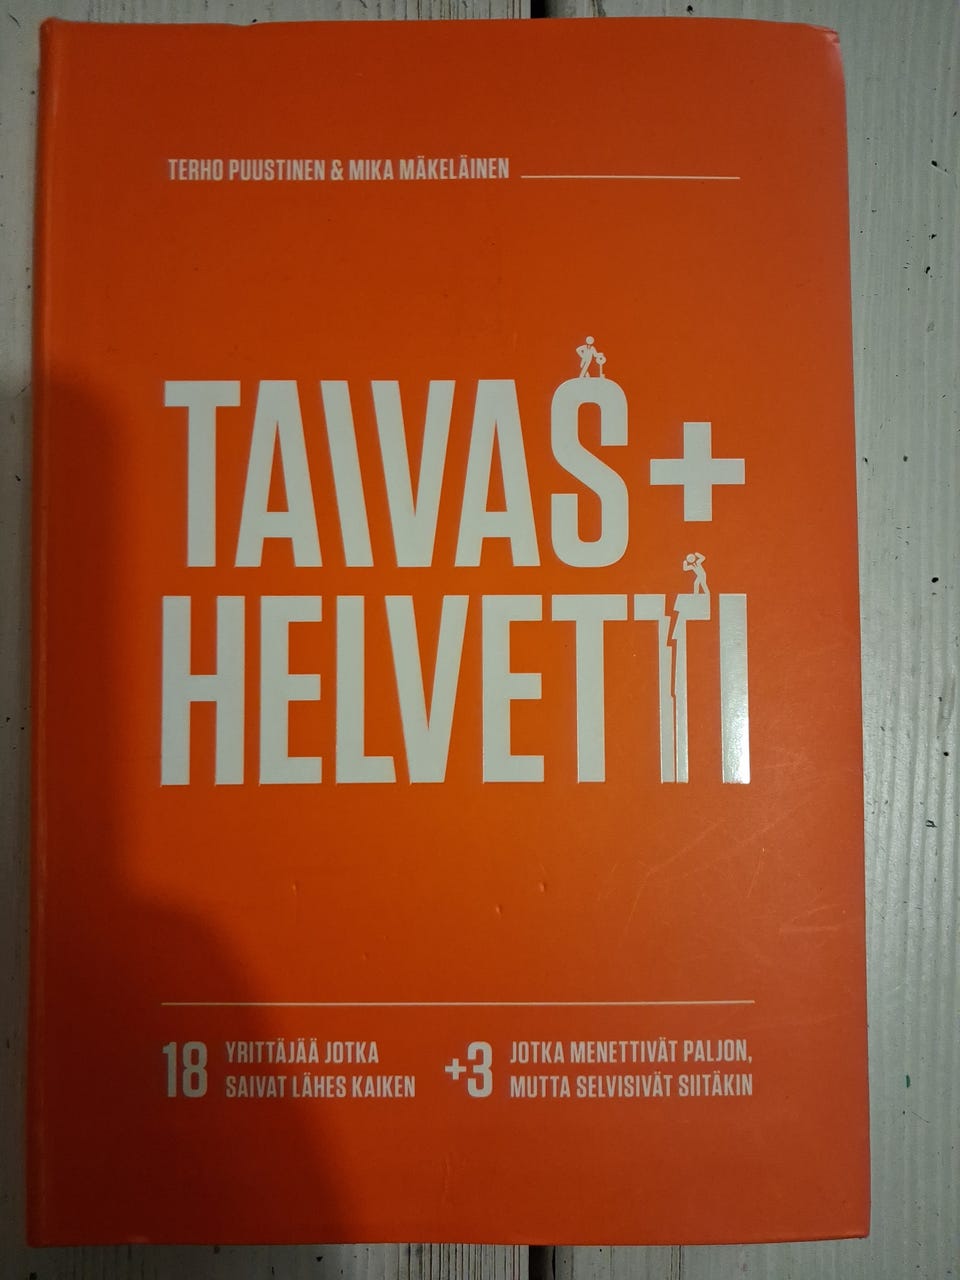 TERHO PUUSTINEN & MIKA MÄKELÄINEN
TAIVAS +
HELVETTI
18 YRITTÄJÄÄ JOTKA
SAIVAT LÄHES KAIKEN
+3 JOTKA MENETTIVÄT PALJON,
MUTTA SELVISIVÄT SIITÄKIN